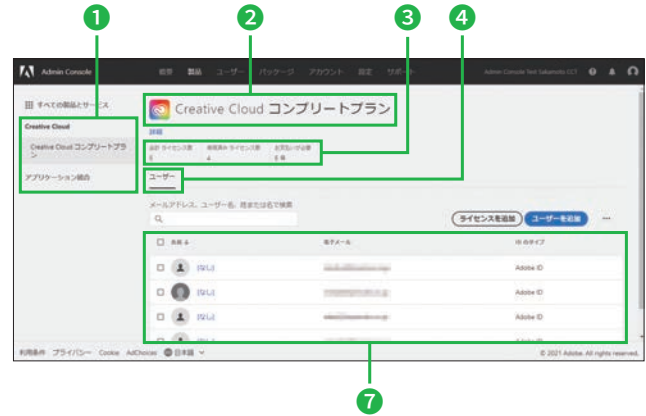 1 2 3 4
Admin Console 概要 製品 ユーザー パッケージ アカウント 設定 サポート Admin Console Test Sakamoto CCT
すべての製品とサービス
Creative Cloud
Creative Cloud コンプリートプラン
アプリケーション統合
Creative Cloud コンプリートプラン
詳細
合計 ライセンス数 使用済み ライセンス数 お支払いが必要
ユーザー
メールアドレス、ユーザー名、姓または名で検索
ライセンスを追加 ユーザーを追加 ...
名前 電子メール ID のタイプ
(なし) Adobe ID
(なし) Adobe ID
(なし) Adobe ID
利用条件 プライバシー Cookie AdChoices 日本語 © 2021 Adobe. All rights reserved.
7